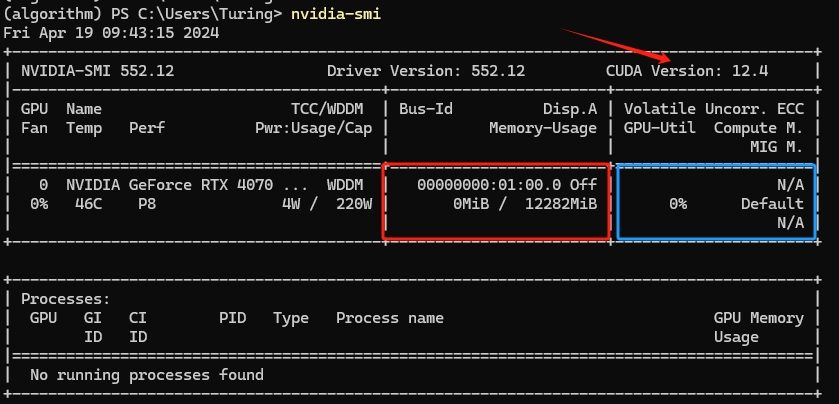 (algorithm) PS C:\Users\Turing> nvidia-smi
Fri Apr 19 09:43:15 2024
NVIDIA-SMI 552.12 Driver Version: 552.12 CUDA Version: 12.4
GPU Name TCC/WDDM | Bus-Id Disp.A | Volatile Uncorr. ECC
Fan Temp Perf Pwr:Usage/Cap | Memory-Usage | GPU-Util Compute M.
MIG M.
0 NVIDIA GeForce RTX 4070 ... WDDM | 00000000:01:00.0 Off | N/A
0% 46C P8 4W / 220W | 0MiB / 12282MiB | 0% Default
N/A
Processes:
GPU GI CI PID Type Process name GPU Memory
ID ID Usage
No running processes found